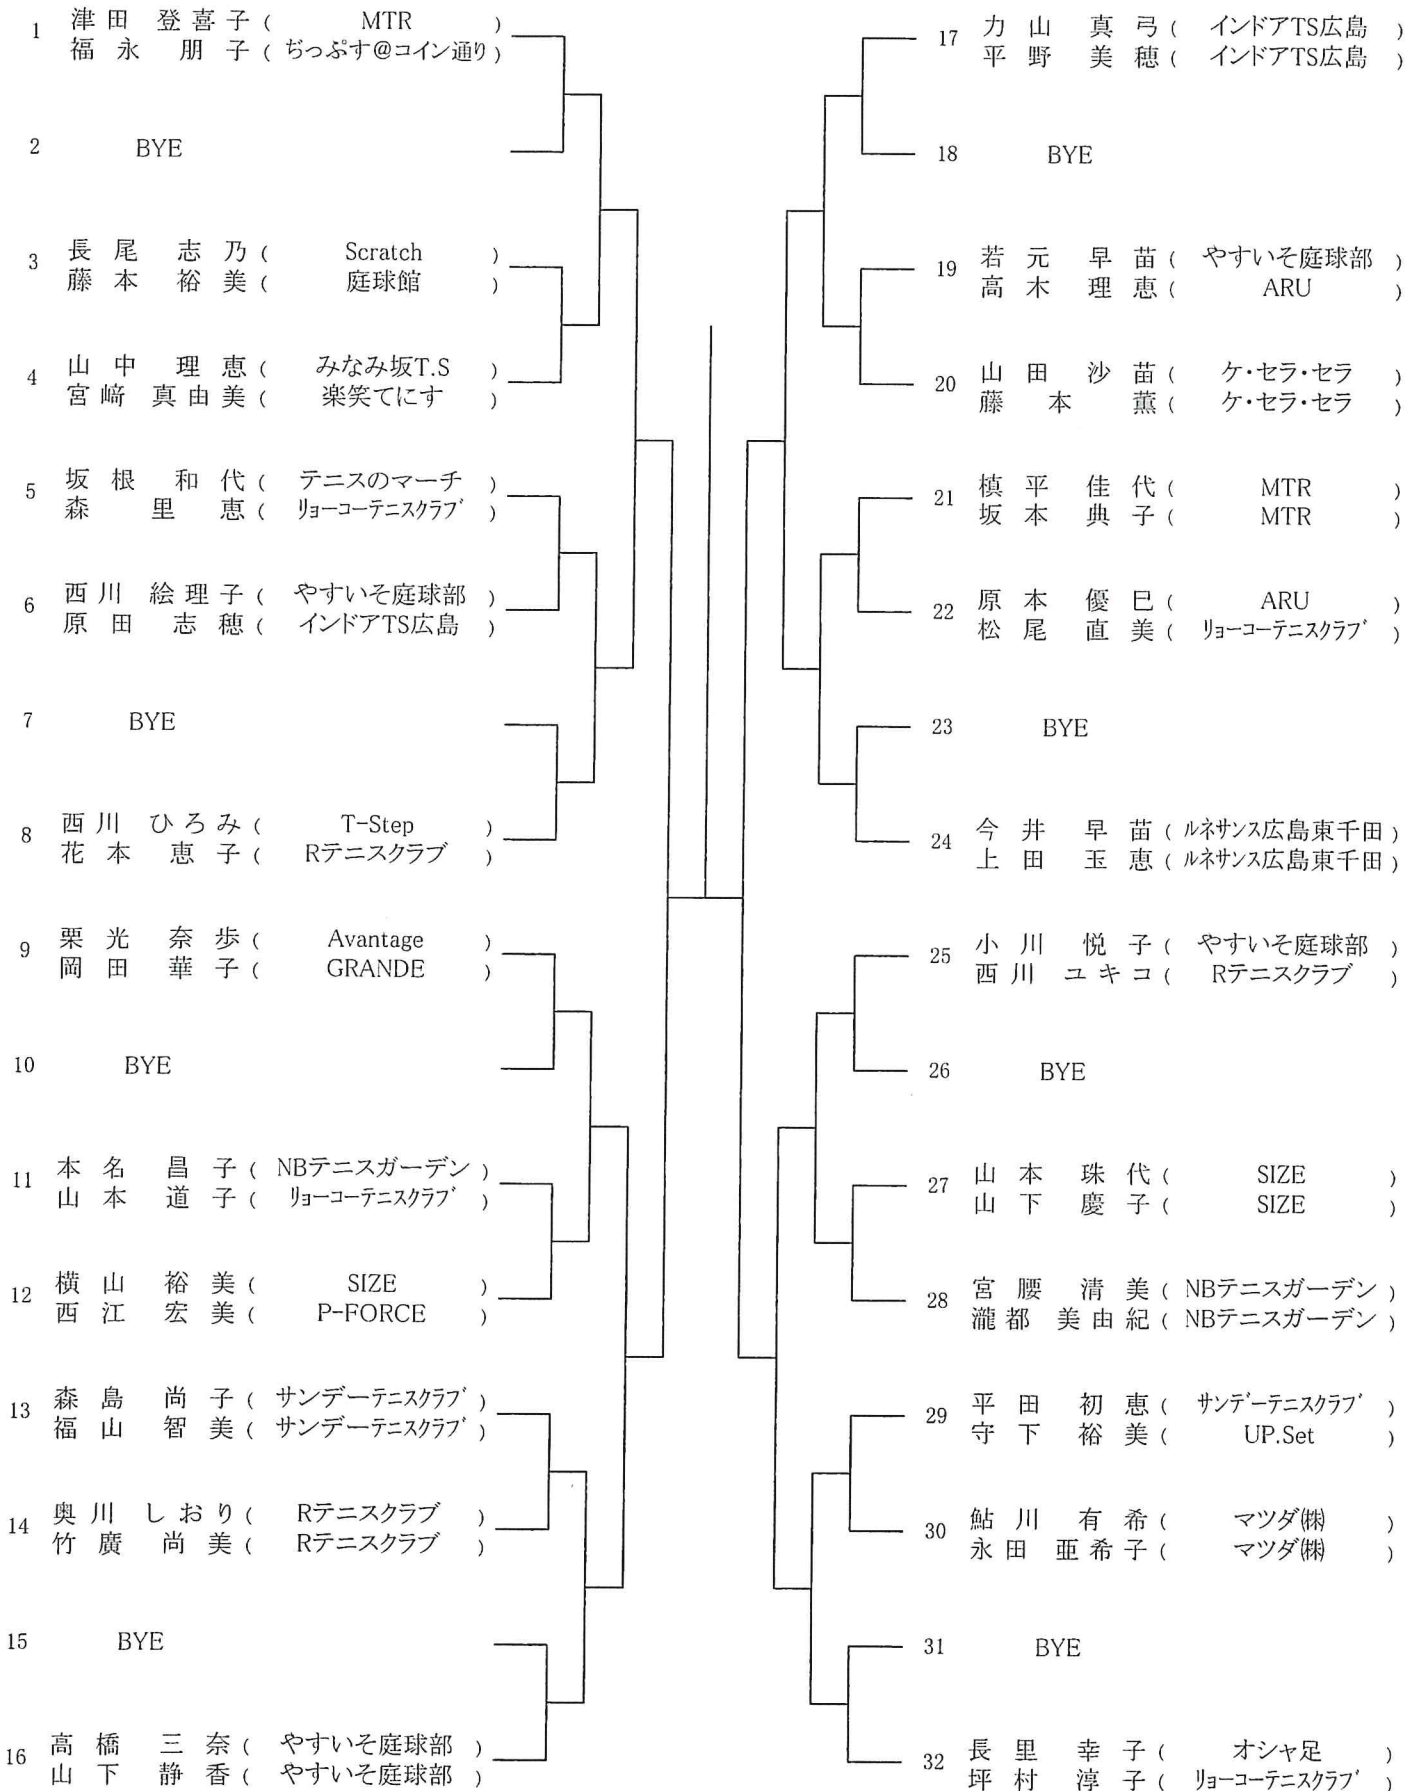 1 津田 登喜子 ( MTR )
福永 朋子 ( ぢっぷす@コイン通り )
2 BYE
3 長尾 志乃 ( Scratch )
藤本 裕美 ( 庭球館 )
4 山中 理恵 ( みなみ坂T.S )
宮﨑 真由美 ( 楽笑てにす )
5 坂根 和代 ( テニスのマーチ )
森 里恵 ( リョーコーテニスクラブ )
6 西川 絵理子 ( やすいそ庭球部 )
原田 志穂 ( インドアTS広島 )
7 BYE
8 西川 ひろみ ( T-Step )
花本 恵子 ( Rテニスクラブ )
9 栗光 奈歩 ( Avantage )
岡田 華子 ( GRANDE )
10 BYE
11 本名 昌子 ( NBテニスガーデン )
山本 道子 ( リョーコーテニスクラブ )
12 横山 裕美 ( SIZE )
西江 宏美 ( P-FORCE )
13 森島 尚子 ( サンデーテニスクラブ )
福山 智美 ( サンデーテニスクラブ )
14 奥川 しおり ( Rテニスクラブ )
竹廣 尚美 ( Rテニスクラブ )
15 BYE
16 高橋 三奈 ( やすいそ庭球部 )
山下 静香 ( やすいそ庭球部 )
17 力山 真弓 ( インドアTS広島 )
平野 美穂 ( インドアTS広島 )
18 BYE
19 若元 早苗 ( やすいそ庭球部 )
高木 理恵 ( ARU )
20 山田 沙苗 ( ケ・セラ・セラ )
藤本 薫 ( ケ・セラ・セラ )
21 槙平 佳代 ( MTR )
坂本 典子 ( MTR )
22 原本 優巳 ( ARU )
松尾 直美 ( リョーコーテニスクラブ )
23 BYE
24 今井 早苗 ( ルネサンス広島東千田 )
上田 玉恵 ( ルネサンス広島東千田 )
25 小川 悦子 ( やすいそ庭球部 )
西川 ユキコ ( Rテニスクラブ )
26 BYE
27 山本 珠代 ( SIZE )
山下 慶子 ( SIZE )
28 宮腰 清美 ( NBテニスガーデン )
瀧都 美由紀 ( NBテニスガーデン )
29 平田 初恵 ( サンデーテニスクラブ )
守下 裕美 ( UP.Set )
30 鮎川 有希 ( マツダ㈱ )
永田 亜希子 ( マツダ㈱ )
31 BYE
32 長里 幸子 ( オシャ足 )
坪村 淳子 ( リョーコーテニスクラブ )